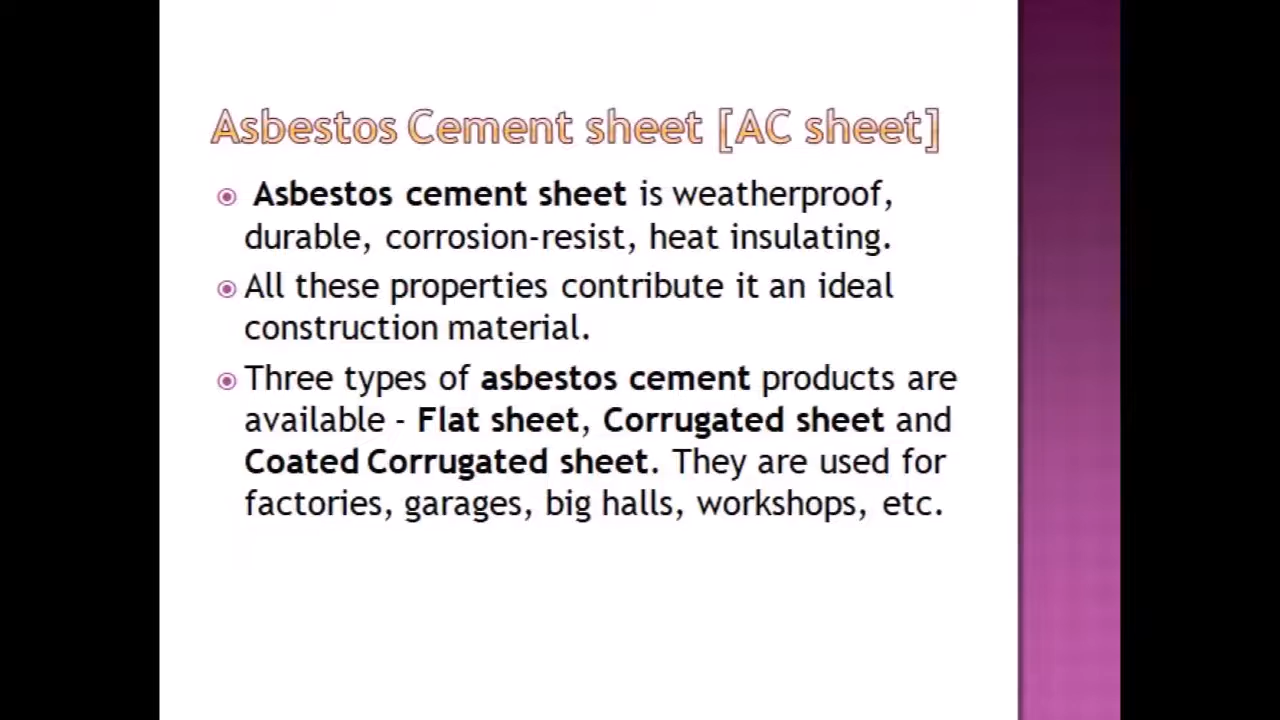 Asbestos Cement sheet [AC sheet]
Asbestos cement sheet is weatherproof,
durable, corrosion-resist, heat insulating.
All these properties contribute it an ideal
construction material.
Three types of asbestos cement products are
available - Flat sheet, Corrugated sheet and
Coated Corrugated sheet. They are used for
factories, garages, big halls, workshops, etc.